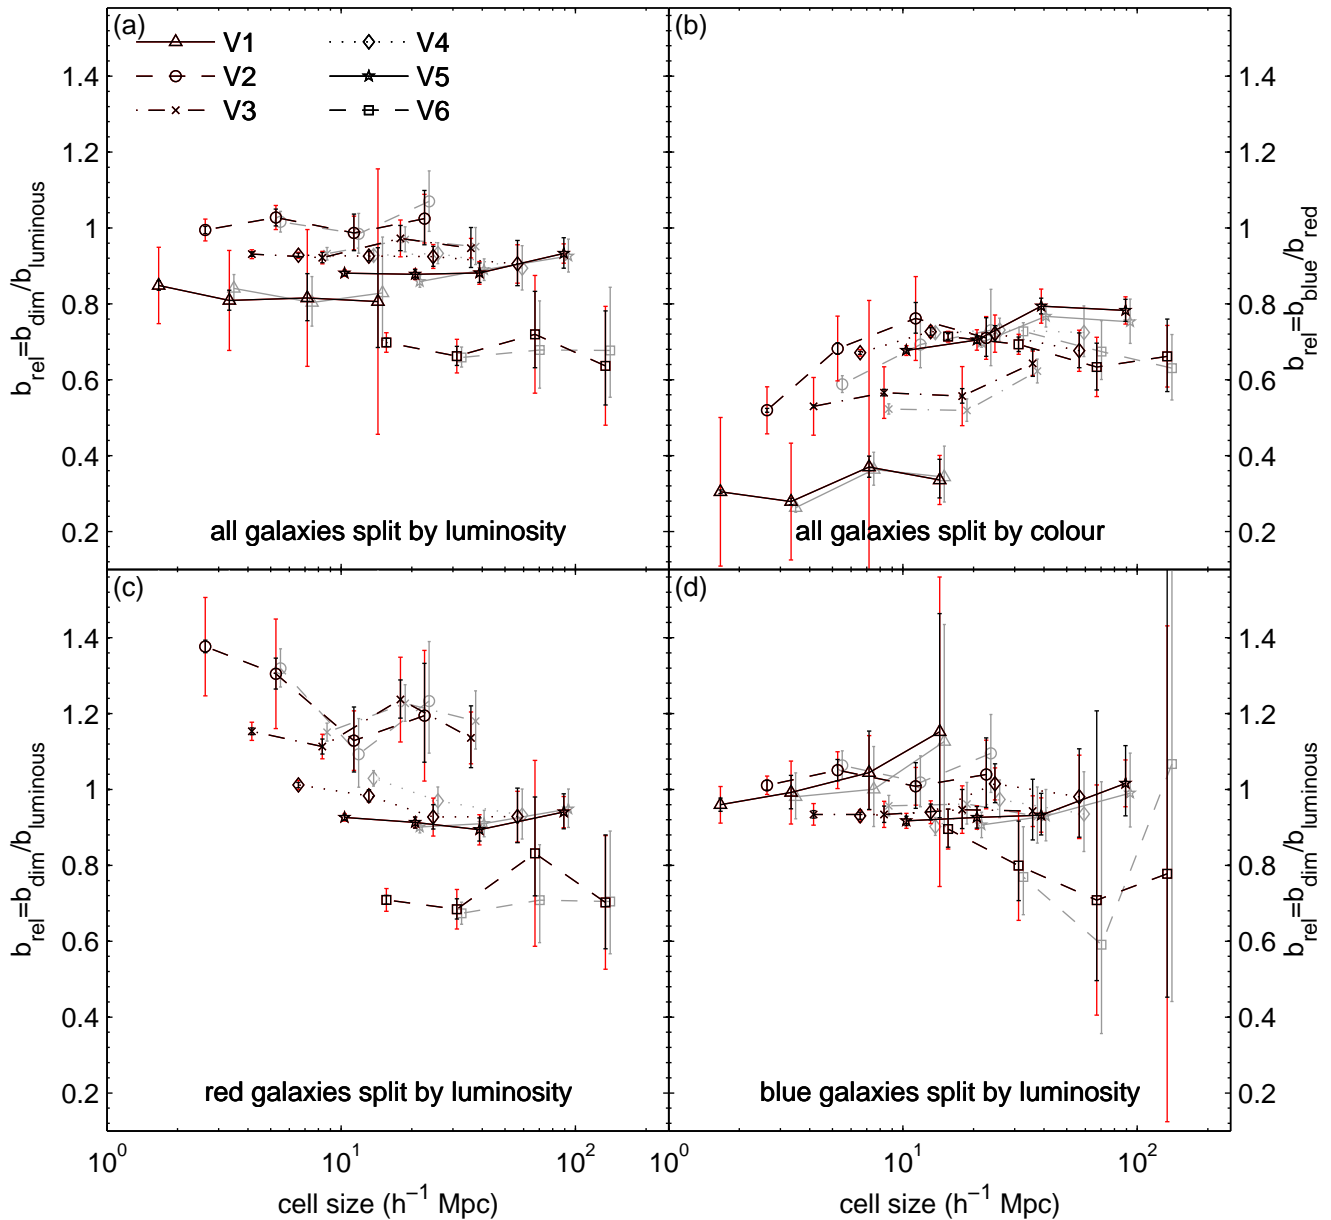 (a)
V1
V2
V3
V4
V5
V6
1.4
1.2
1
0.8
0.6
0.4
0.2
b_rel=b_dim/b_luminous
all galaxies split by luminosity
(b)
1.4
1.2
1
0.8
0.6
0.4
0.2
b_rel=b_blue/b_red
all galaxies split by colour
(c)
1.4
1.2
1
0.8
0.6
0.4
0.2
b_rel=b_dim/b_luminous
red galaxies split by luminosity
10^0
10^1
10^2
cell size (h^−1 Mpc)
(d)
1.4
1.2
1
0.8
0.6
0.4
0.2
b_rel=b_dim/b_luminous
blue galaxies split by luminosity
10^0
10^1
10^2
cell size (h^−1 Mpc)